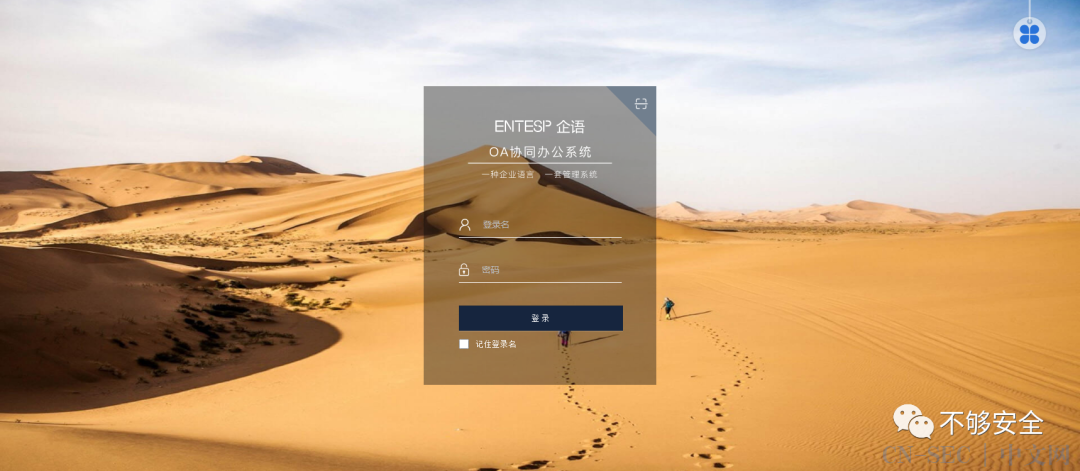 ENTESP 企语
OA协同办公系统
一种企业语言 一套管理系统
登录名
密码
登录
记住登录名
不够安全